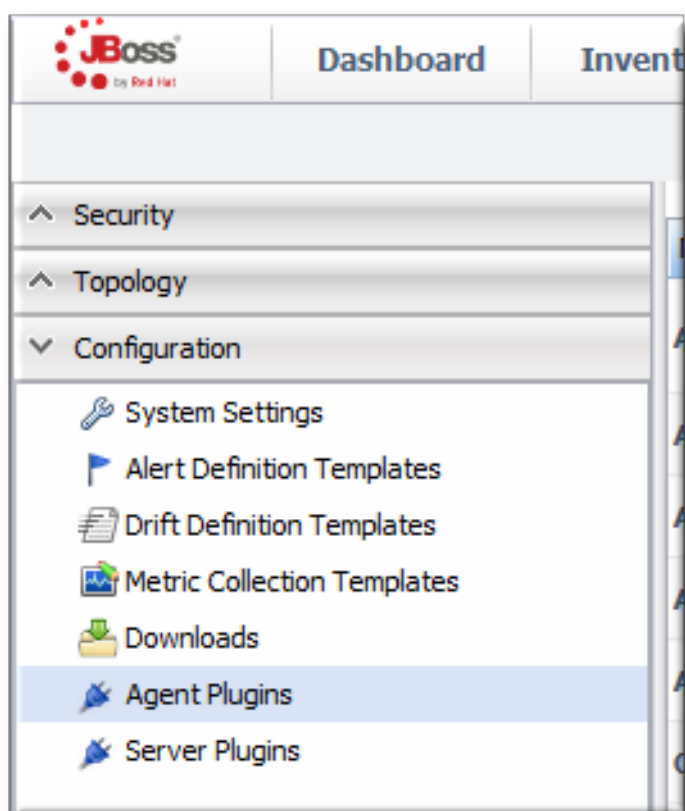 JBoss
by Red Hat
Dashboard
Invent
Security
Topology
Configuration
System Settings
Alert Definition Templates
Drift Definition Templates
Metric Collection Templates
Downloads
Agent Plugins
Server Plugins